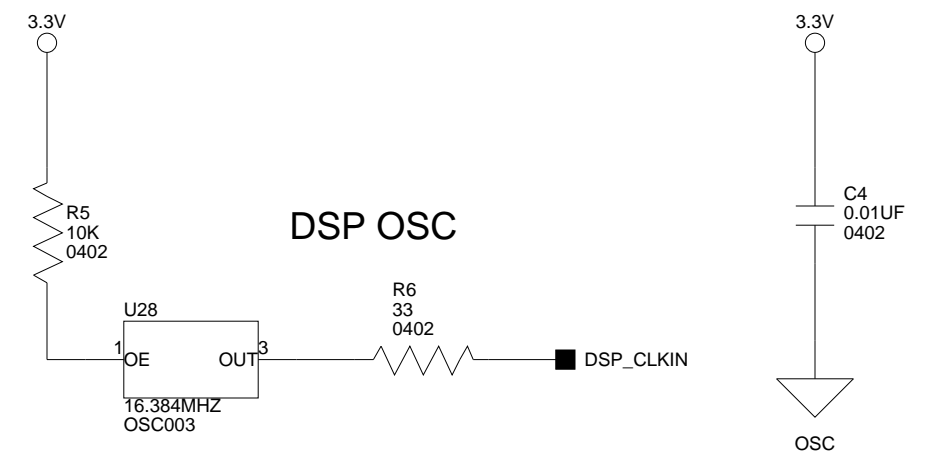 3.3V
3.3V
R5
10K
0402
DSP OSC
C4
0.01UF
0402
U28
R6
33
0402
1
OE
OUT
3
DSP_CLKIN
16.384MHZ
OSC003
OSC